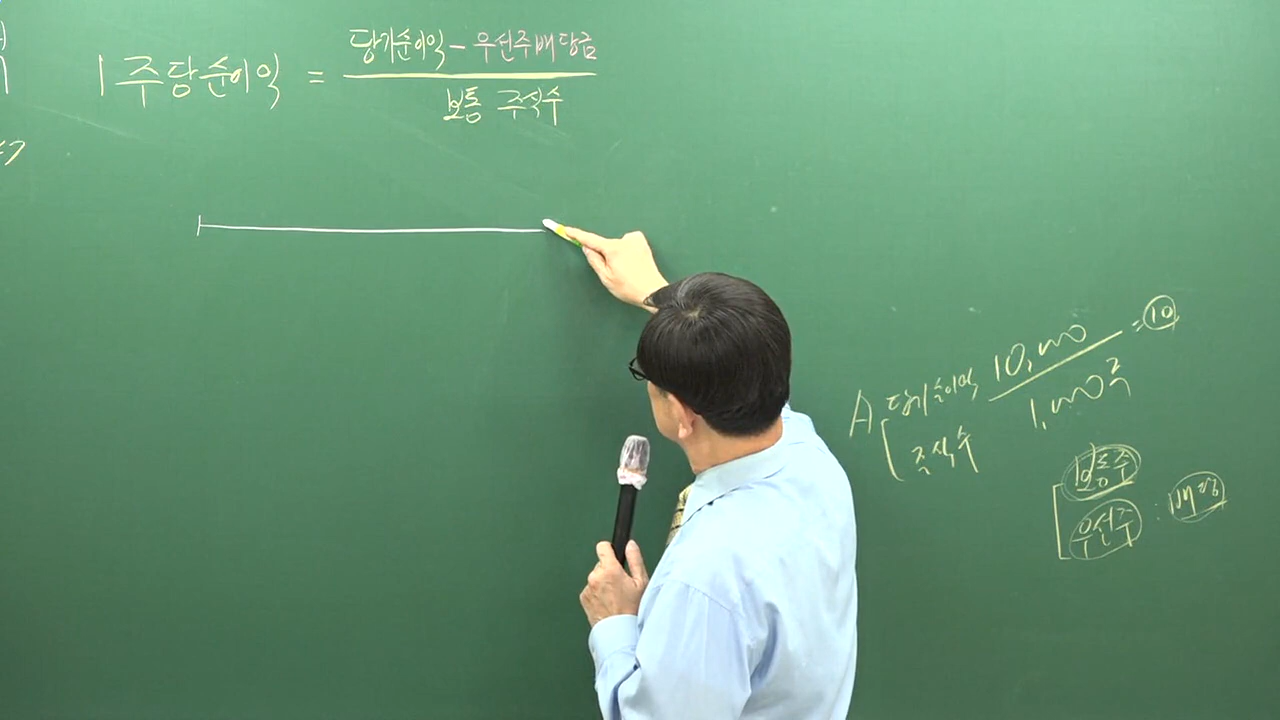 1주당순이익 = 당기순이익 - 우선주배당금
보통 주식수
A 당기순이익 10,000 = 10
주식수 1,000주
보통주
우선주 : 배당